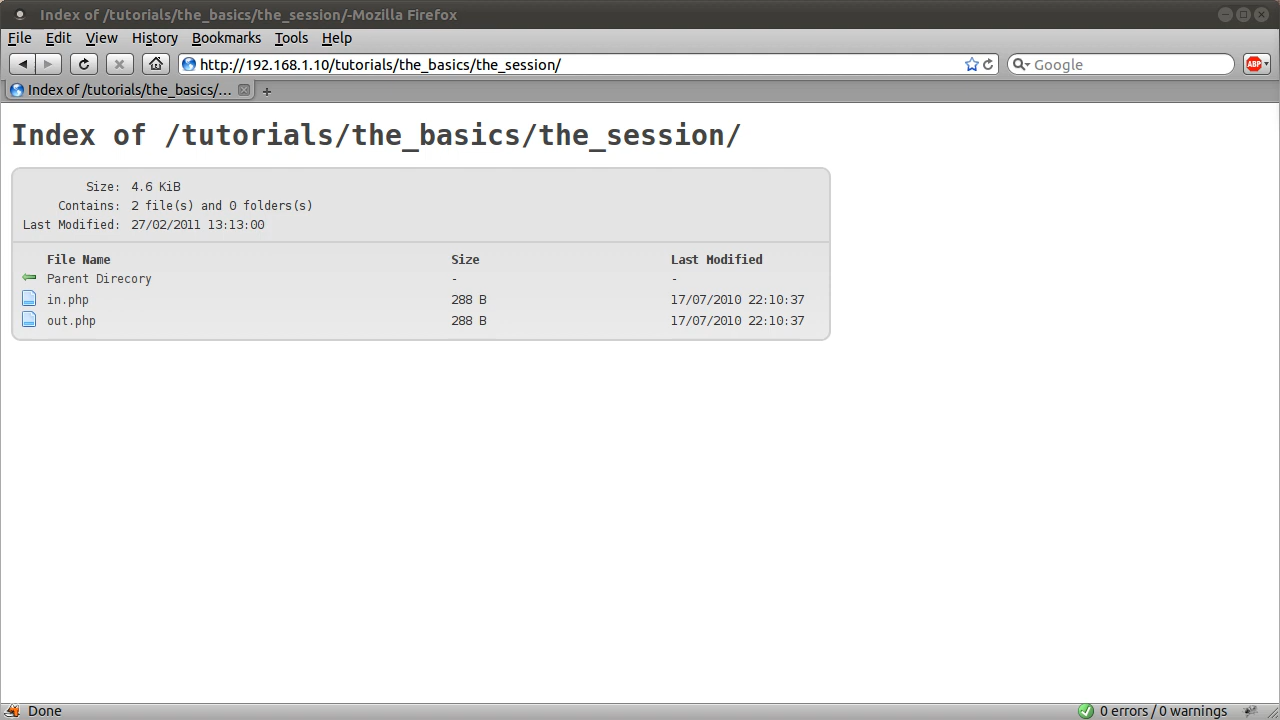 Index of /tutorials/the_basics/the_session/-Mozilla Firefox
File Edit View History Bookmarks Tools Help
http://192.168.1.10/tutorials/the_basics/the_session/ Google ABP
Index of /tutorials/the_basics/... +
Index of /tutorials/the_basics/the_session/
Size: 4.6 KiB
Contains: 2 file(s) and 0 folders(s)
Last Modified: 27/02/2011 13:13:00
File Name Size Last Modified
Parent Direcory - -
in.php 288 B 17/07/2010 22:10:37
out.php 288 B 17/07/2010 22:10:37
Done 0 errors / 0 warnings